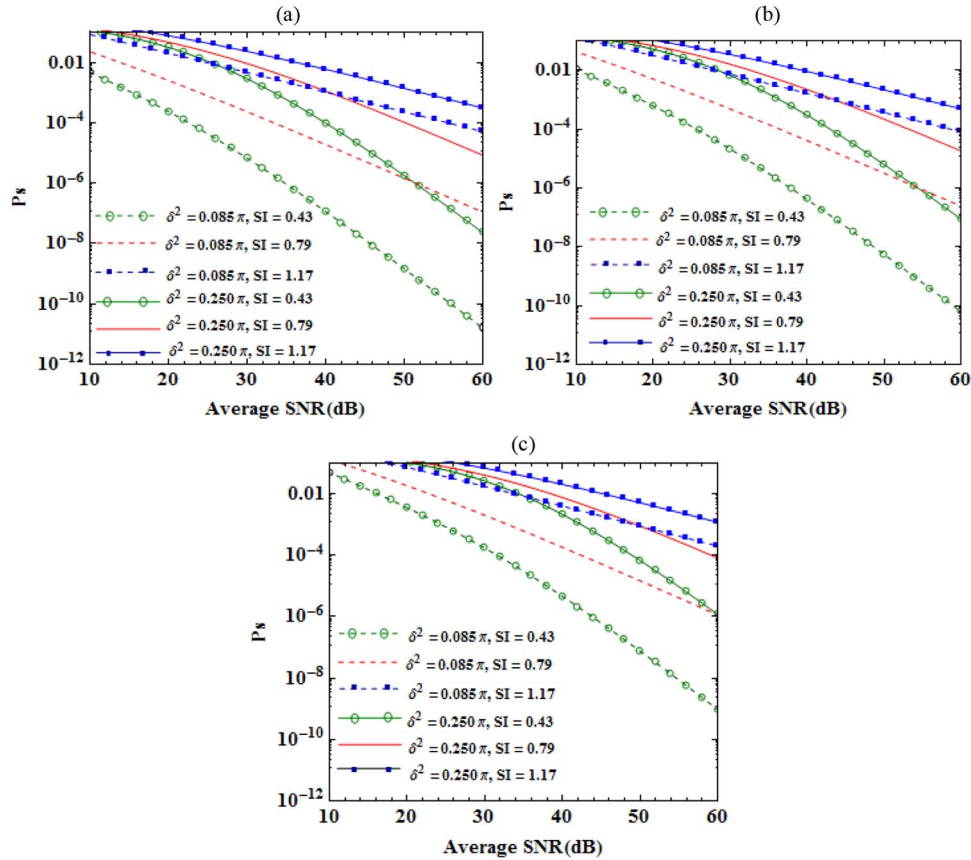 (a)
0.01
10⁻⁴
10⁻⁶
10⁻⁸
10⁻¹⁰
10⁻¹²
Ps
δ² = 0.085 π, SI = 0.43
δ² = 0.085 π, SI = 0.79
δ² = 0.085 π, SI = 1.17
δ² = 0.250 π, SI = 0.43
δ² = 0.250 π, SI = 0.79
δ² = 0.250 π, SI = 1.17
10 20 30 40 50 60
Average SNR(dB)
(b)
0.01
10⁻⁴
10⁻⁶
10⁻⁸
10⁻¹⁰
10⁻¹²
Ps
δ² = 0.085 π, SI = 0.43
δ² = 0.085 π, SI = 0.79
δ² = 0.085 π, SI = 1.17
δ² = 0.250 π, SI = 0.43
δ² = 0.250 π, SI = 0.79
δ² = 0.250 π, SI = 1.17
10 20 30 40 50 60
Average SNR(dB)
(c)
0.01
10⁻⁴
10⁻⁶
10⁻⁸
10⁻¹⁰
10⁻¹²
Ps
δ² = 0.085 π, SI = 0.43
δ² = 0.085 π, SI = 0.79
δ² = 0.085 π, SI = 1.17
δ² = 0.250 π, SI = 0.43
δ² = 0.250 π, SI = 0.79
δ² = 0.250 π, SI = 1.17
10 20 30 40 50 60
Average SNR(dB)